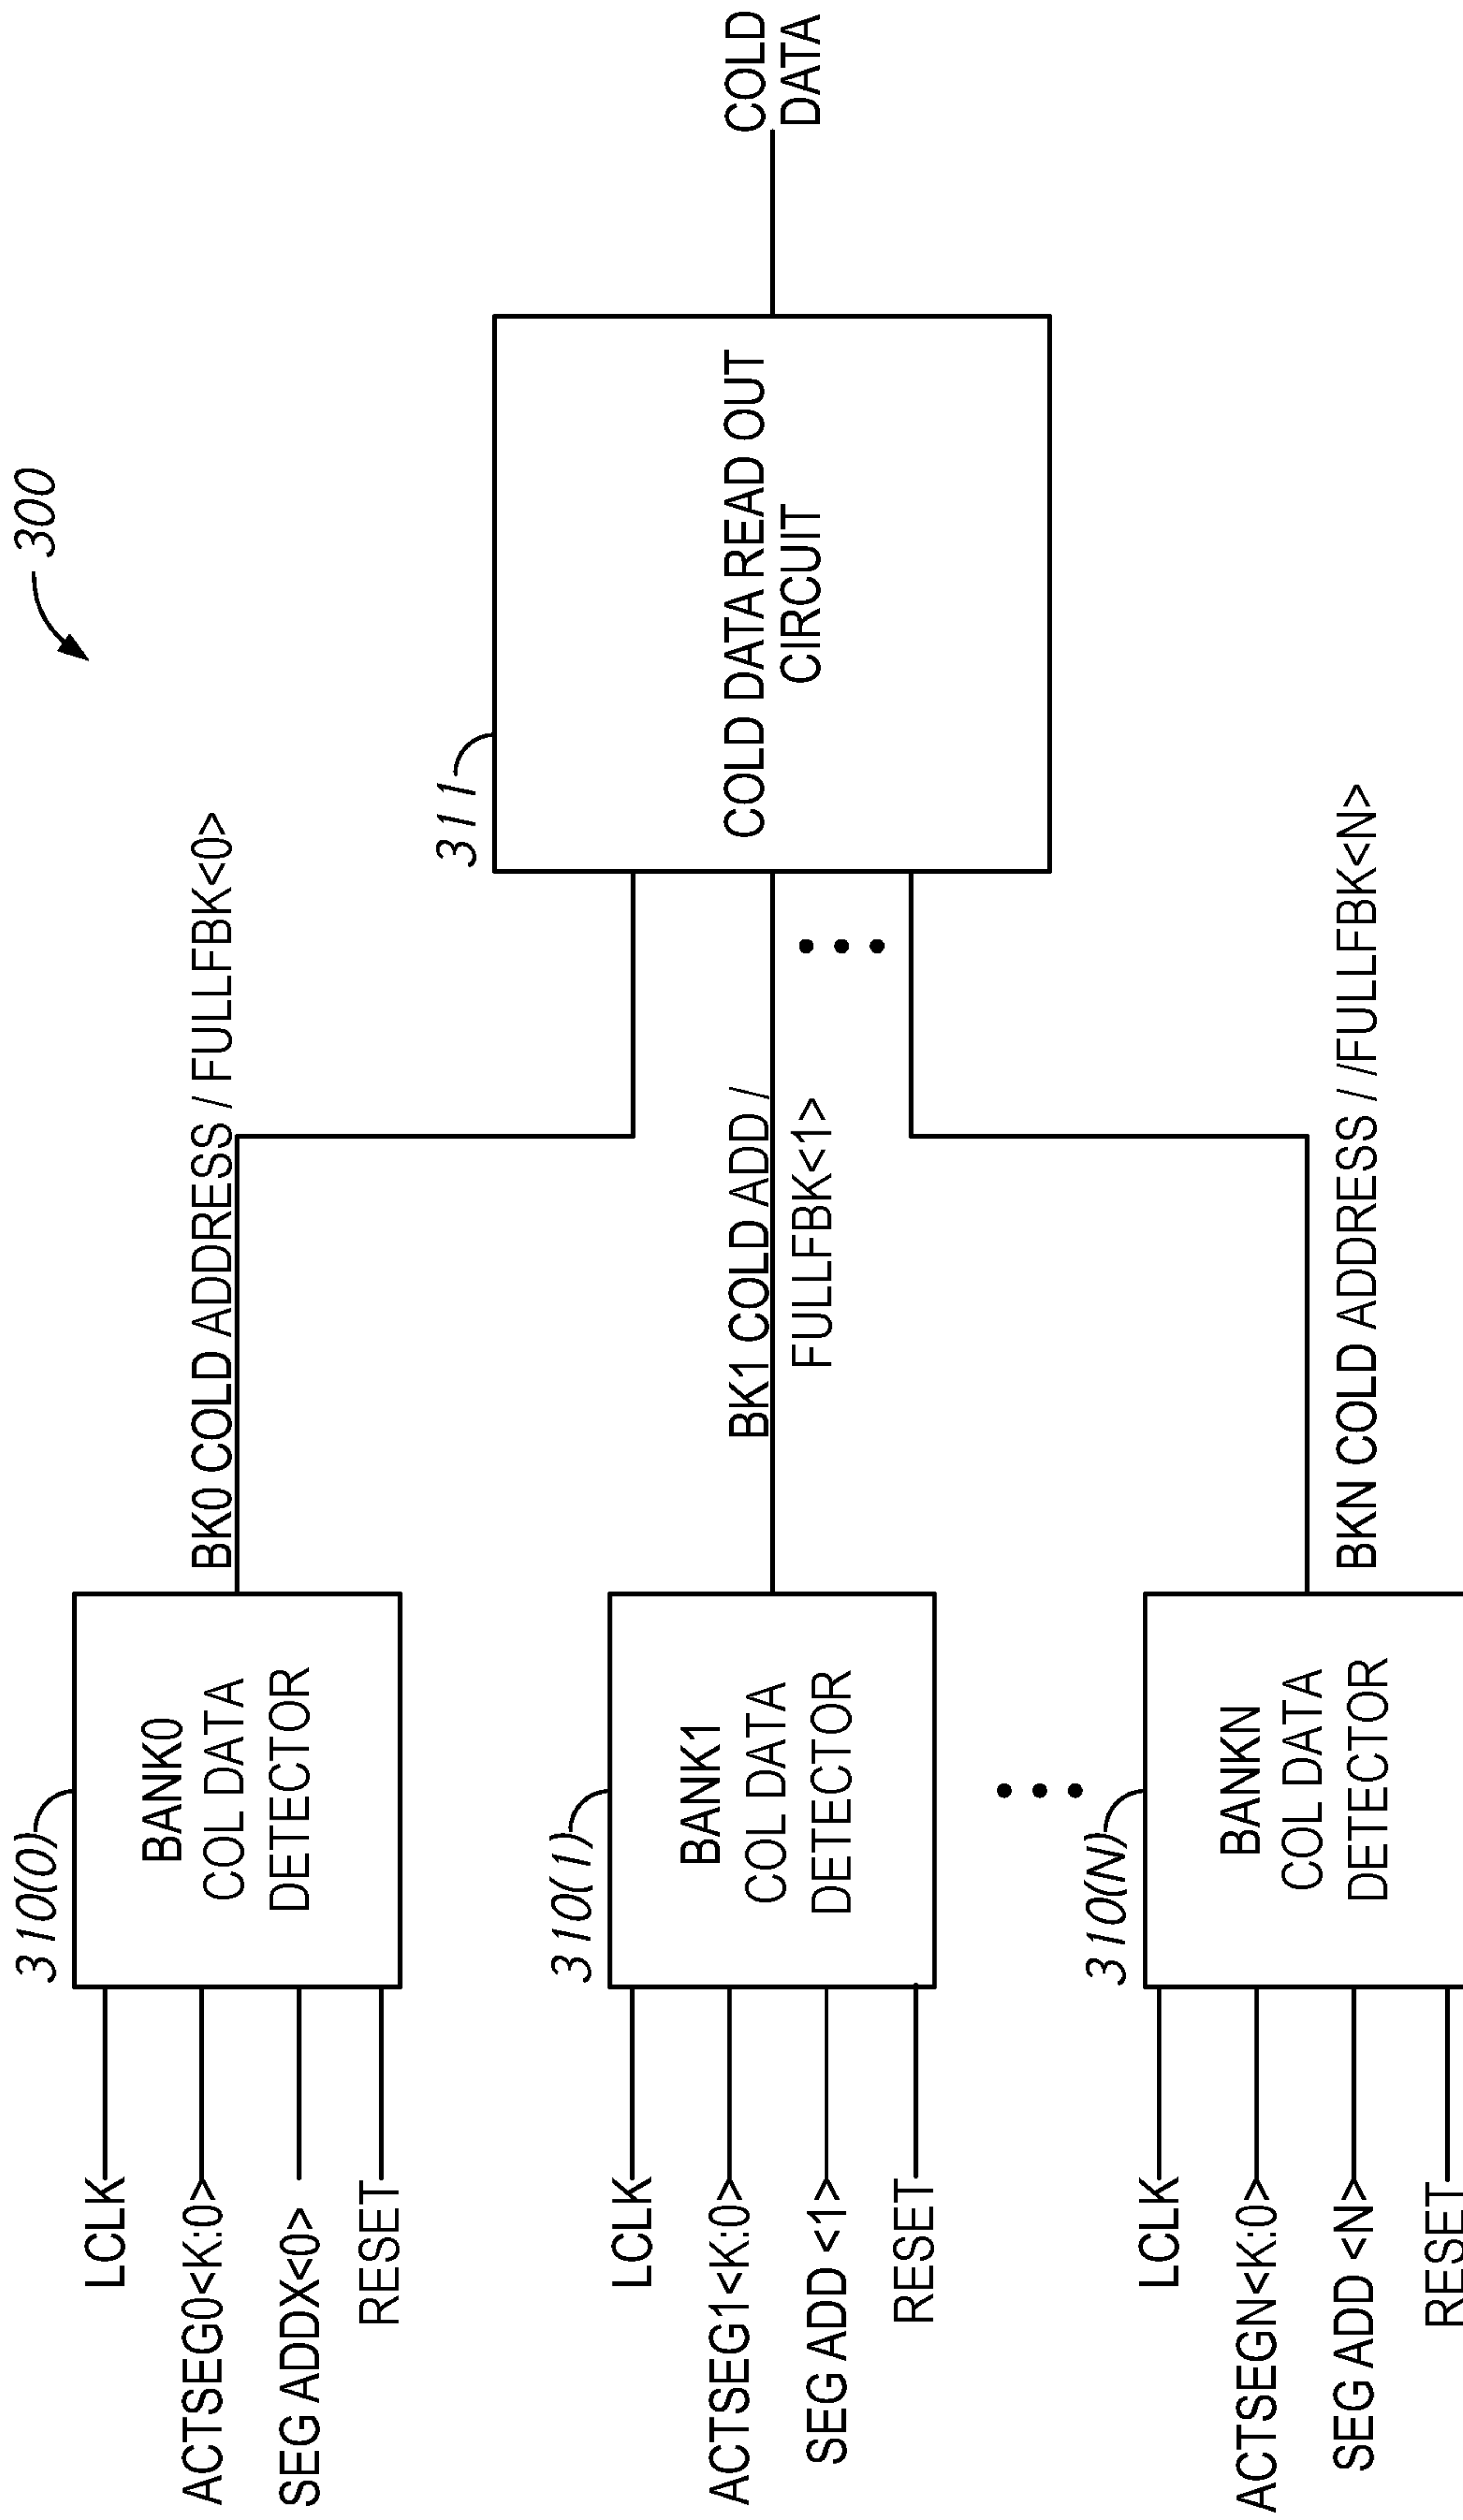 300
310(0)
LCLK
ACTSEG0<K:0>
SEG ADDX<0>
RESET
BANK0
COL DATA
DETECTOR
BK0 COLD ADDRESS / FULLFBK<0>
310(1)
LCLK
ACTSEG1<K:0>
SEG ADD <1>
RESET
BANK1
COL DATA
DETECTOR
BK1 COLD ADD /
FULLFBK<1>
310(N)
LCLK
ACTSEGN<K:0>
SEG ADD <N>
RESET
BANKN
COL DATA
DETECTOR
BKN COLD ADDRESS / /FULLFBK<N>
311
COLD DATA READ OUT
CIRCUIT
COLD
DATA